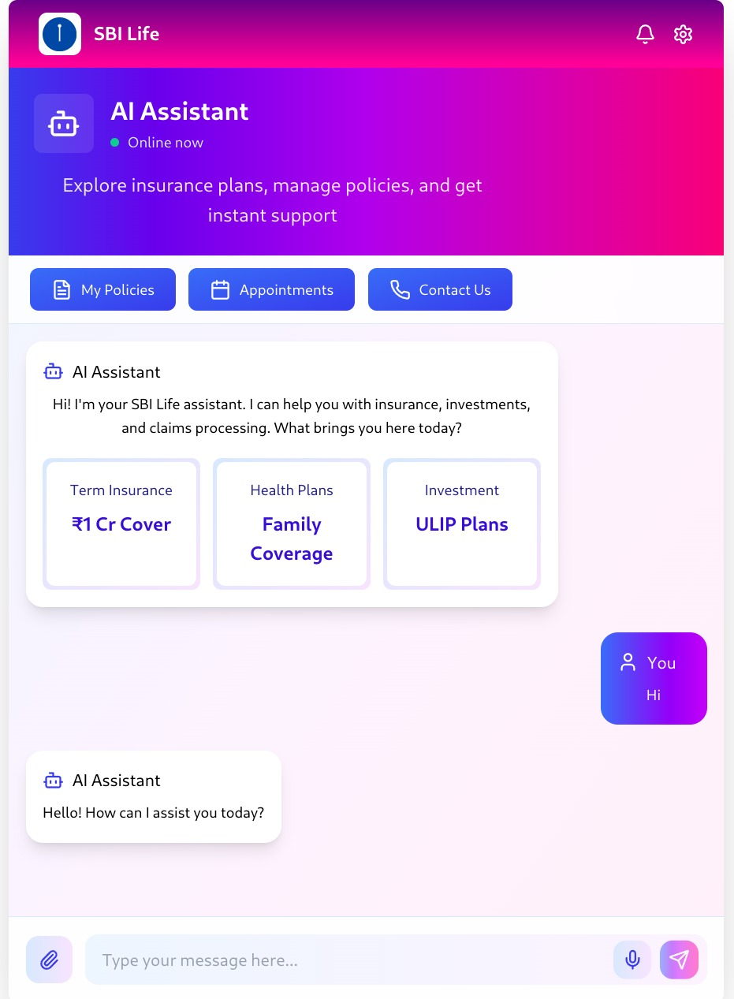 SBI Life
AI Assistant
Online now
Explore insurance plans, manage policies, and get
instant support
My Policies
Appointments
Contact Us
AI Assistant
Hi! I'm your SBI Life assistant. I can help you with insurance, investments,
and claims processing. What brings you here today?
Term Insurance
₹1 Cr Cover
Health Plans
Family
Coverage
Investment
ULIP Plans
You
Hi
AI Assistant
Hello! How can I assist you today?
Type your message here...